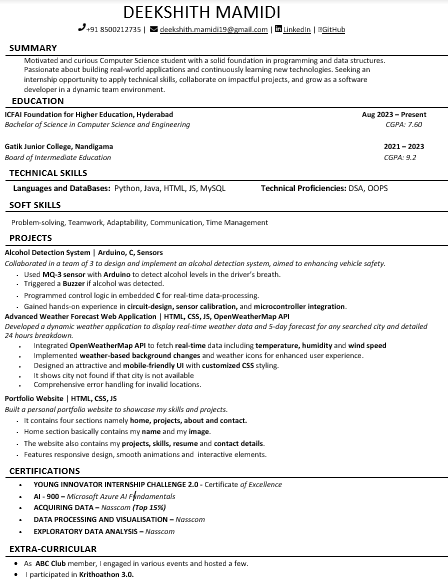 DEEKSHITH MAMIDI
+91 8500212735 | deekshith.mamidi19@gmail.com | LinkedIn | GitHub
SUMMARY
Motivated and curious Computer Science student with a solid foundation in programming and data structures.
Passionate about building real-world applications and continuously learning new technologies. Seeking an
internship opportunity to apply technical skills, collaborate on impactful projects, and grow as a software
developer in a dynamic team environment.
EDUCATION
ICFAI Foundation for Higher Education, Hyderabad Aug 2023 – Present
Bachelor of Science in Computer Science and Engineering CGPA: 7.60
Gatik Junior College, Nandigama 2021 – 2023
Board of Intermediate Education CGPA: 9.2
TECHNICAL SKILLS
Languages and DataBases: Python, Java, HTML, JS, MySQL Technical Proficiencies: DSA, OOPS
SOFT SKILLS
Problem-solving, Teamwork, Adaptability, Communication, Time Management
PROJECTS
Alcohol Detection System | Arduino, C, Sensors
Collaborated in a team of 3 to design and implement an alcohol detection system, aimed to enhancing vehicle safety.
• Used MQ-3 sensor with Arduino to detect alcohol levels in the driver's breath.
• Triggered a Buzzer if alcohol was detected.
• Programmed control logic in embedded C for real-time data-processing.
• Gained hands-on experience in circuit-design, sensor calibration, and microcontroller integration.
Advanced Weather Forecast Web Application | HTML, CSS, JS, OpenWeatherMAP
Developed a dynamic weather application to display real-time weather data and 5-day forecast for any searched city and detailed
24 hours breakdown.
• Integrated OpenWeatherMap API to fetch real-time data including temperature, humidity and wind speed
• Implemented weather-based background changes and weather icons for enhanced user experience.
• Designed an attractive and mobile-friendly UI with customized CSS styling.
• It shows city not found if that city is not available
• Comprehensive error handling for invalid locations.
Portfolio Website | HTML, CSS, JS
Built a personal portfolio website to showcase my skills and projects.
• It contains four sections namely home, projects, about and contact.
• Home section basically contains my name and my image.
• The website also contains my projects, skills, resume and contact details.
• Features responsive design, smooth animations and interactive elements.
CERTIFICATIONS
• YOUNG INNOVATOR INTERNSHIP CHALLENGE 2.0 - Certificate of Excellence
• AI - 900 – Microsoft Azure AI Fundamentals
• ACQUIRING DATA – Nasscom (Top 15%)
• DATA PROCESSING AND VISUALISATION – Nasscom
• EXPLORATORY DATA ANALYSIS – Nasscom
EXTRA-CURRICULAR
• As ABC Club member, I engaged in various events and hosted a few.
• I participated in Krithoathon 3.0.